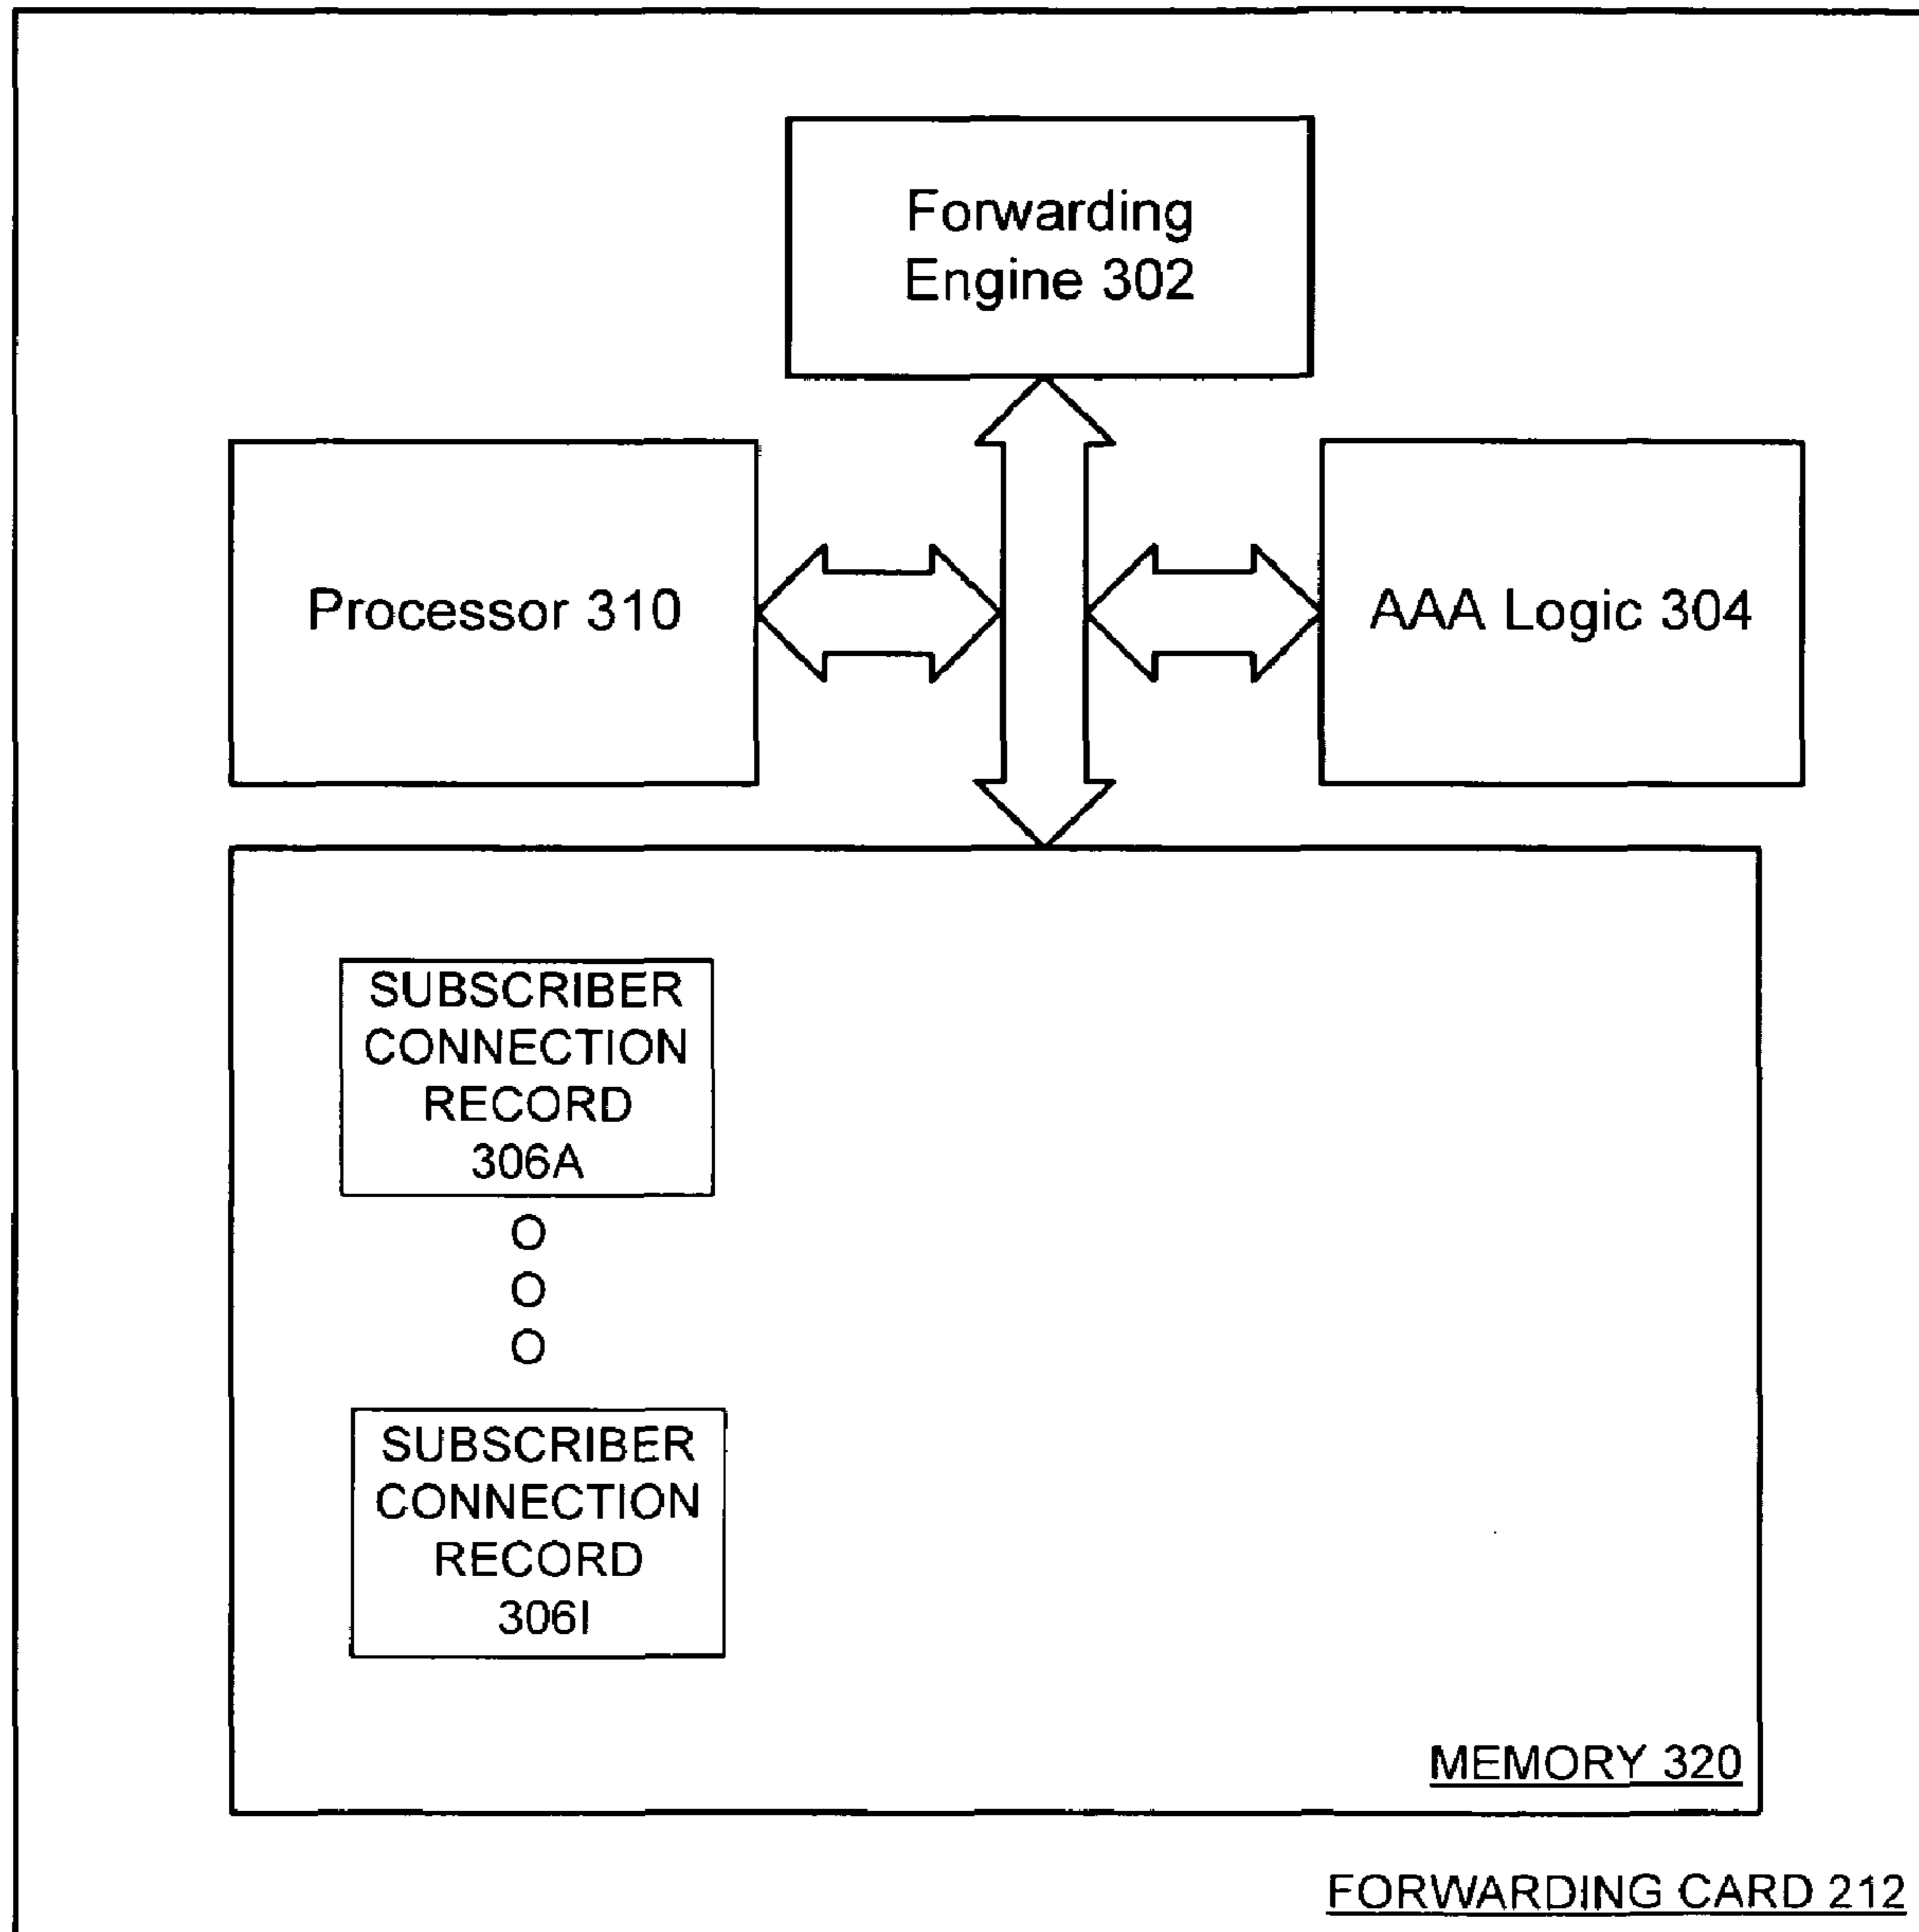 Forwarding
Engine 302
Processor 310
AAA Logic 304
SUBSCRIBER
CONNECTION
RECORD
306A
O
O
O
SUBSCRIBER
CONNECTION
RECORD
306I
MEMORY 320
FORWARDING CARD 212